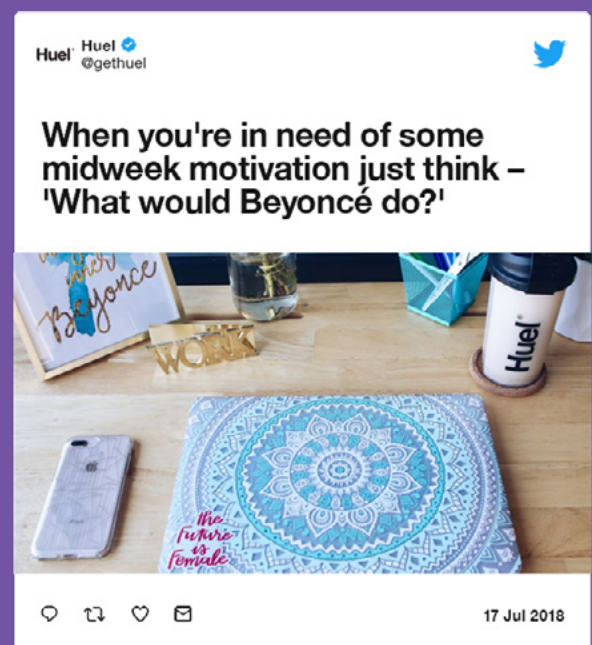 Huel
Huel
@gethuel
When you're in need of some
midweek motivation just think –
'What would Beyoncé do?'
inner
Beyonce
WORK
Huel
the
Future
is
Female
17 Jul 2018